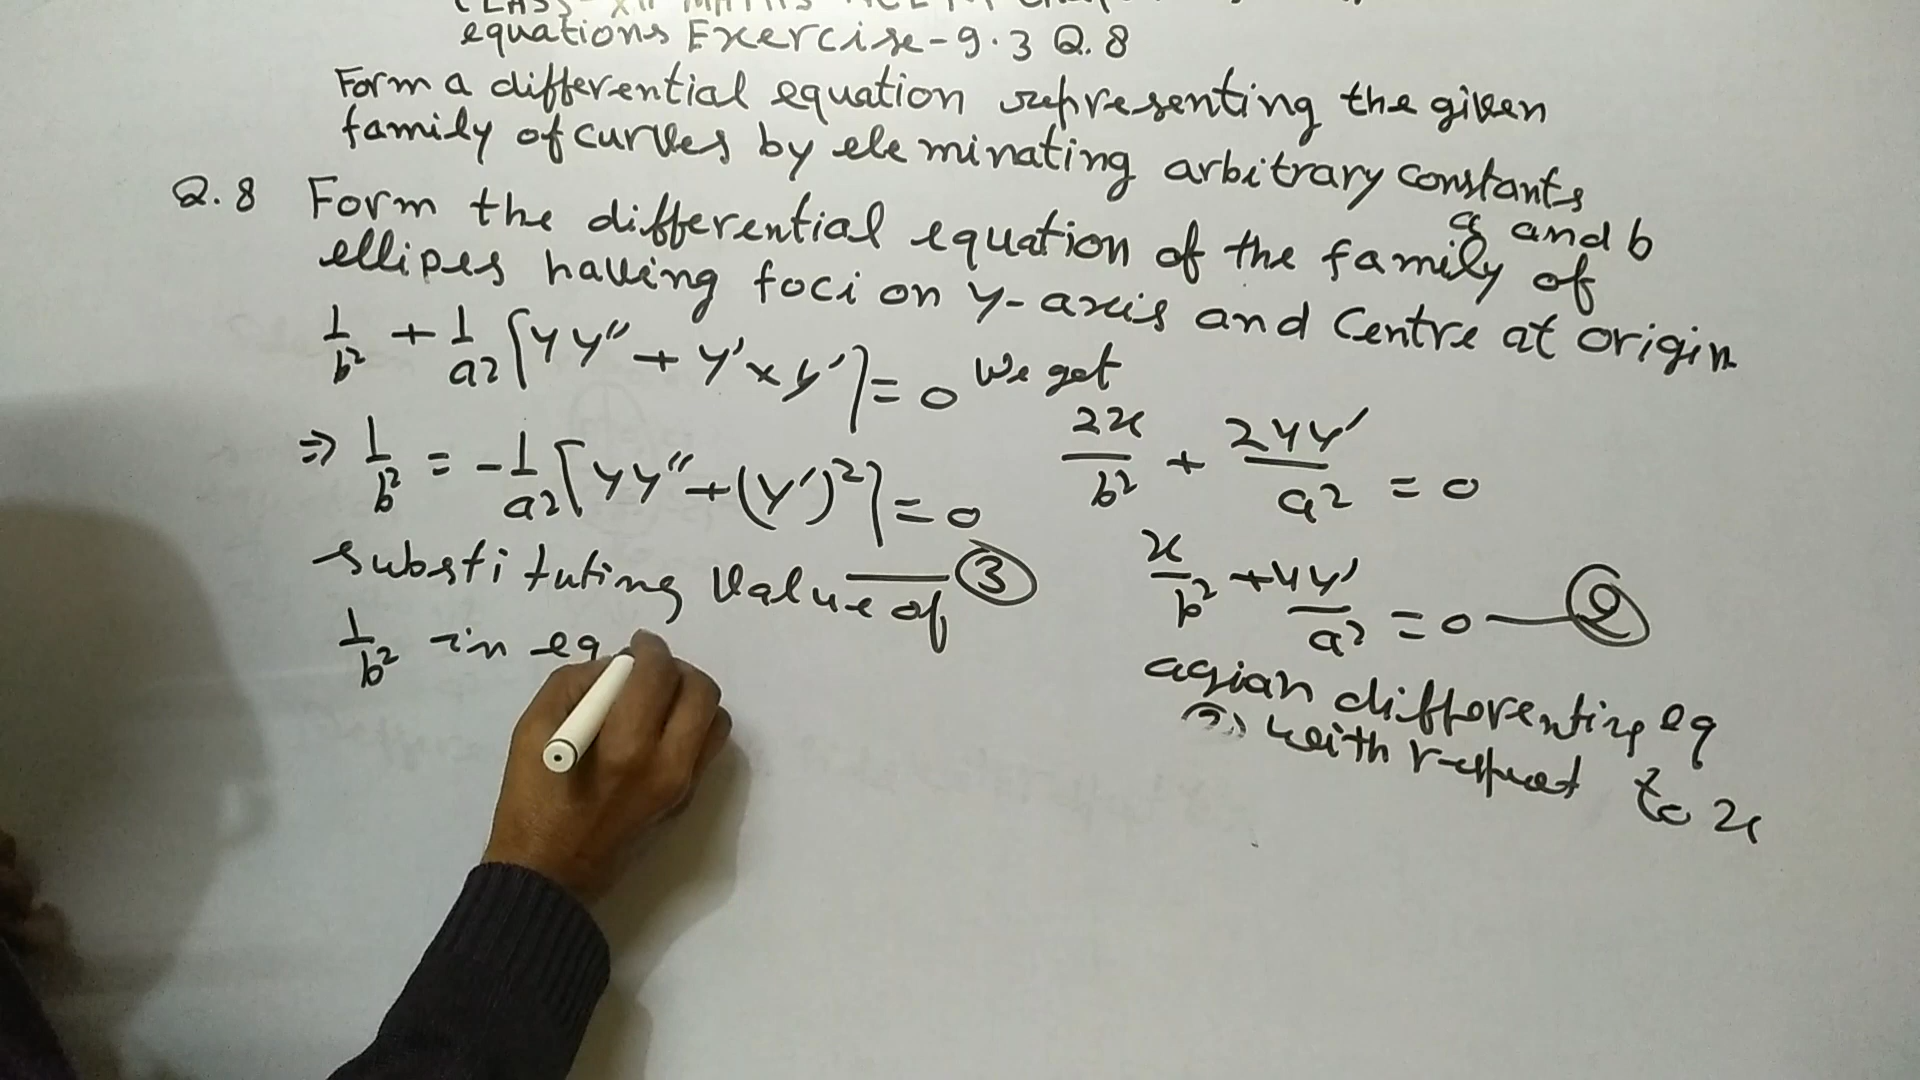 equations Exercise-9.3 Q.8
Form a differential equation representing the given
family of curves by eleminating arbitrary constants
a and b
Q.8 Form the differential equation of the family of
ellipes having foci on y-axis and Centre at origin
1/b² + 1/a² [yy″ + y′ × y′] = 0
⇒ 1/b² = -1/a² [yy″ + (y′)²] = 0
③
substituting value of
1/b² in eq
We get
2x/b² + 2yy′/a² = 0
x/b² + yy′/a² = 0 — ②
agian differenting eq
(2) with respect to x